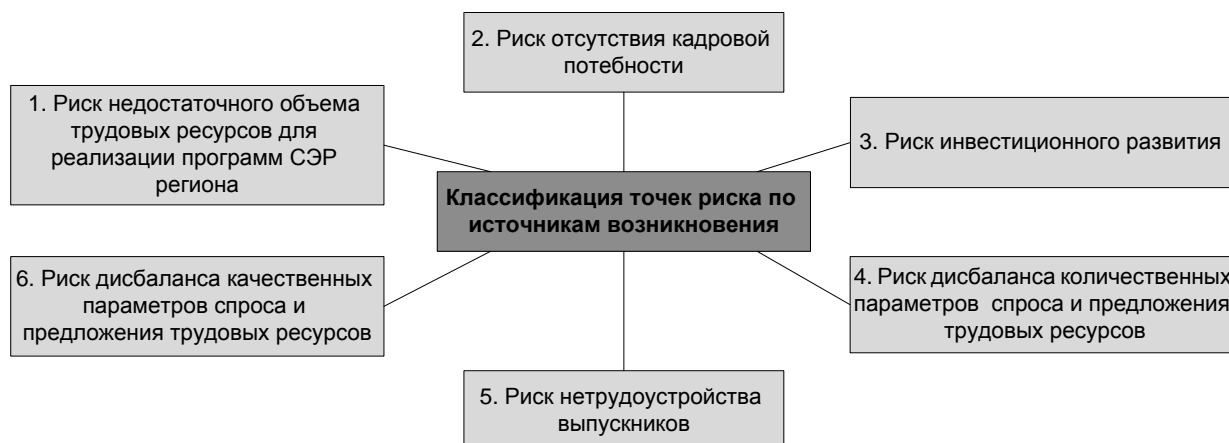 2. Риск отсутствия кадровой
потебности
1. Риск недостаточного объема
трудовых ресурсов для
реализации программ СЭР
региона
3. Риск инвестиционного развития
Классификация точек риска по
источникам возникновения
6. Риск дисбаланса качественных
параметров спроса и
предложения трудовых ресурсов
4. Риск дисбаланса количественных
параметров спроса и предложения
трудовых ресурсов
5. Риск нетрудоустройства
выпускников